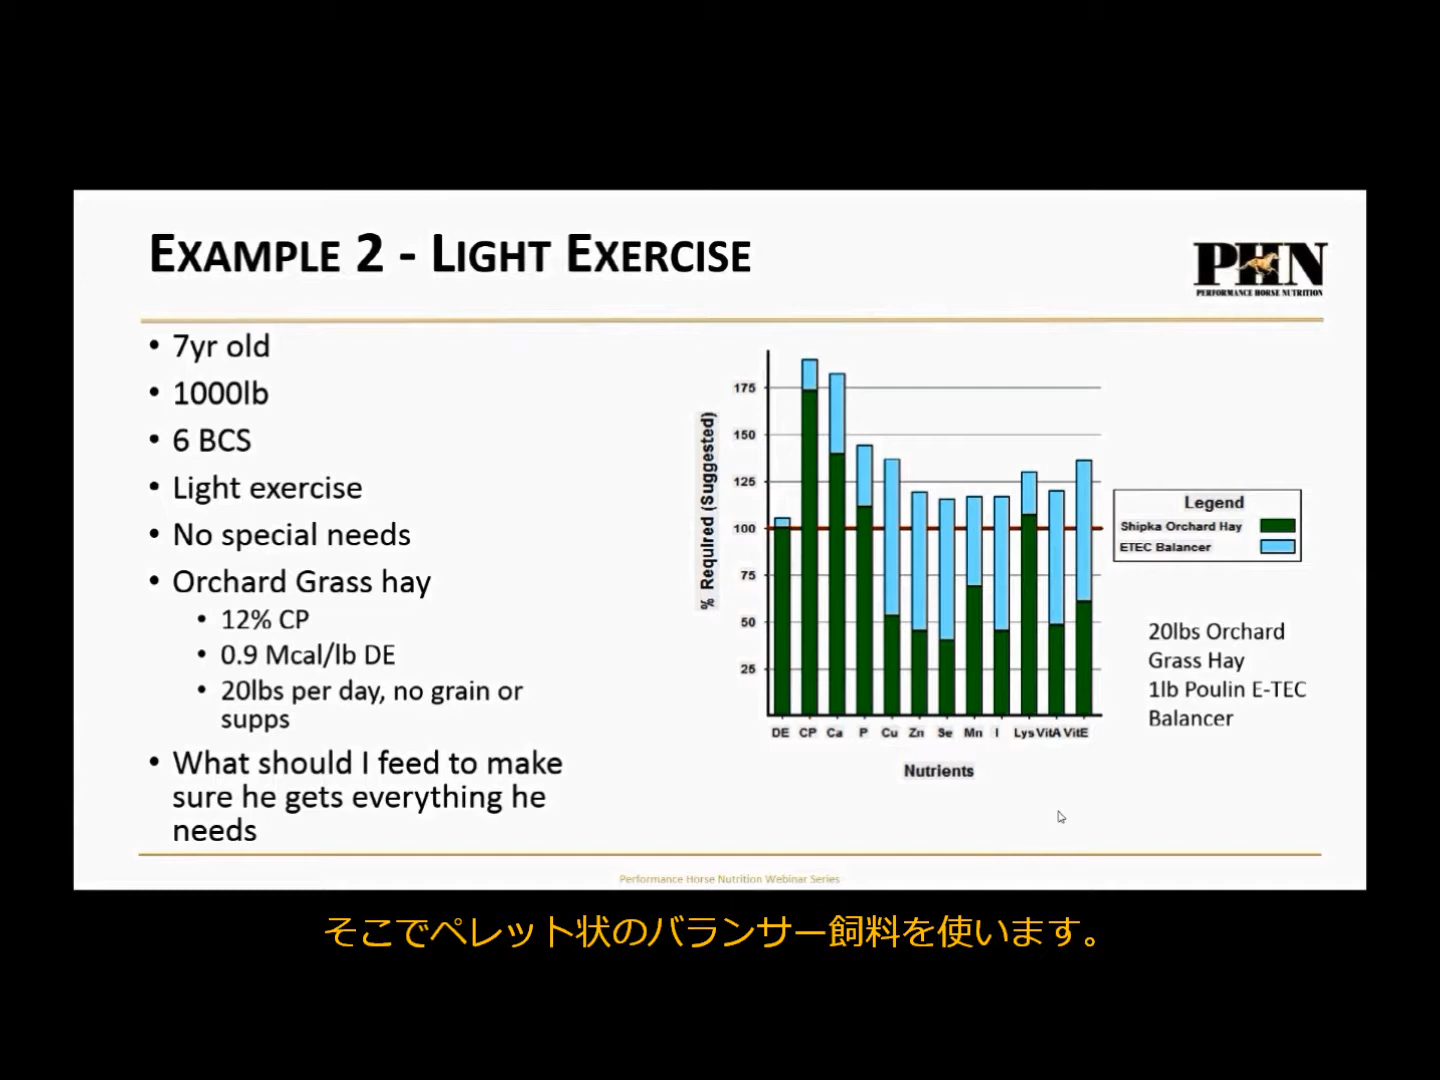 EXAMPLE 2 - LIGHT EXERCISE
PHN
PERFORMANCE HORSE NUTRITION
• 7yr old
• 1000lb
• 6 BCS
• Light exercise
• No special needs
• Orchard Grass hay
• 12% CP
• 0.9 Mcal/lb DE
• 20lbs per day, no grain or
supps
• What should I feed to make
sure he gets everything he
needs
% Required (Suggested)
175
150
125
100
75
50
25
DE CP Ca P Cu Zn Se Mn I Lys VitA VitE
Nutrients
Legend
Shipka Orchard Hay
ETEC Balancer
20lbs Orchard
Grass Hay
1lb Poulin E-TEC
Balancer
Performance Horse Nutrition Webinar Series
そこでペレット状のバランサー飼料を使います。